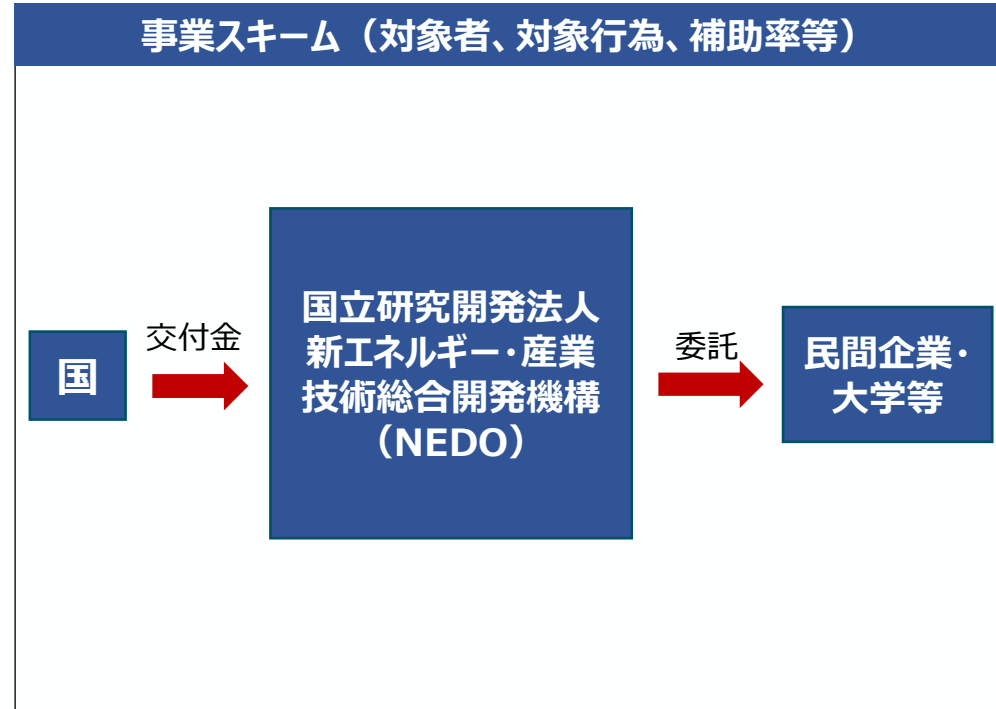 事業スキーム（対象者、対象行為、補助率等）
国
交付金
国立研究開発法人
新エネルギー・産業
技術総合開発機構
（NEDO）
委託
民間企業・
大学等